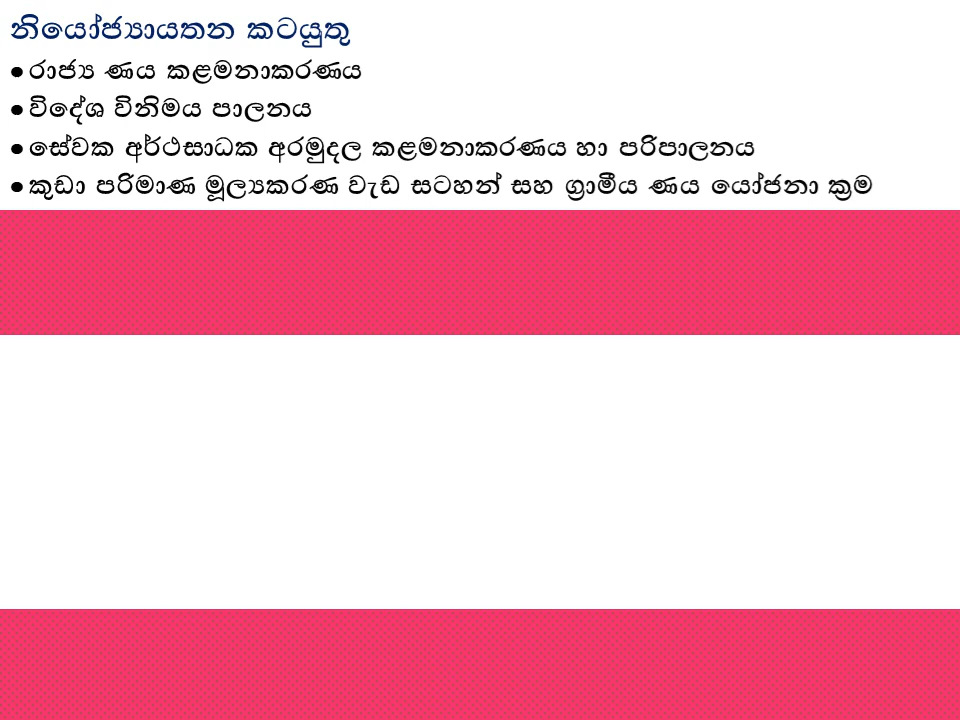 නියෝජ්‍යායතන කටයුතු
● රාජ්‍ය ණය කළමනාකරණය
● විදේශ විනිමය පාලනය
● සේවක අර්ථසාධක අරමුදල කළමනාකරණය හා පරිපාලනය
● කුඩා පරිමාණ මූල්‍යකරණ වැඩ සටහන් සහ ග්‍රාමීය ණය යෝජනා ක්‍රම